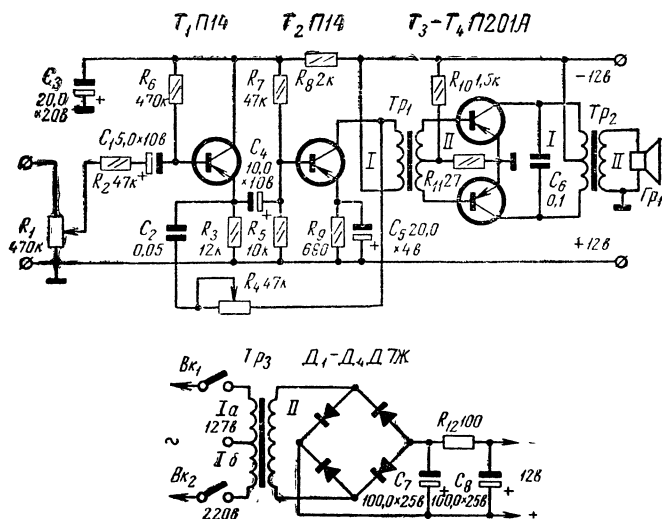 T₁ П14 T₂ П14 T₃–T₄ П201А
C₃
20,0
×20в
R₆
470к
R₇
47к
R₈ 2к
R₁₀ 1,5к
–12в
Тр₁
Тр₂
C₁ 5,0×10в
R₂ 47к
C₄
10,0
×10в
I
II
I
II
R₁₁ 27
C₆
0,1
Гр₁
R₁
470к
C₂
0,05
R₃
12к
R₅
10к
R₉
680
C₅ 20,0
×4в
+12в
R₄ 47к
Вк₁
Тр₃
Д₁–Д₄ Д7Ж
Iа
127в
II
~
Iб
Вк₂
220в
R₁₂ 100
–
C₇
100,0×25в
C₈
100,0×25в
12в
+